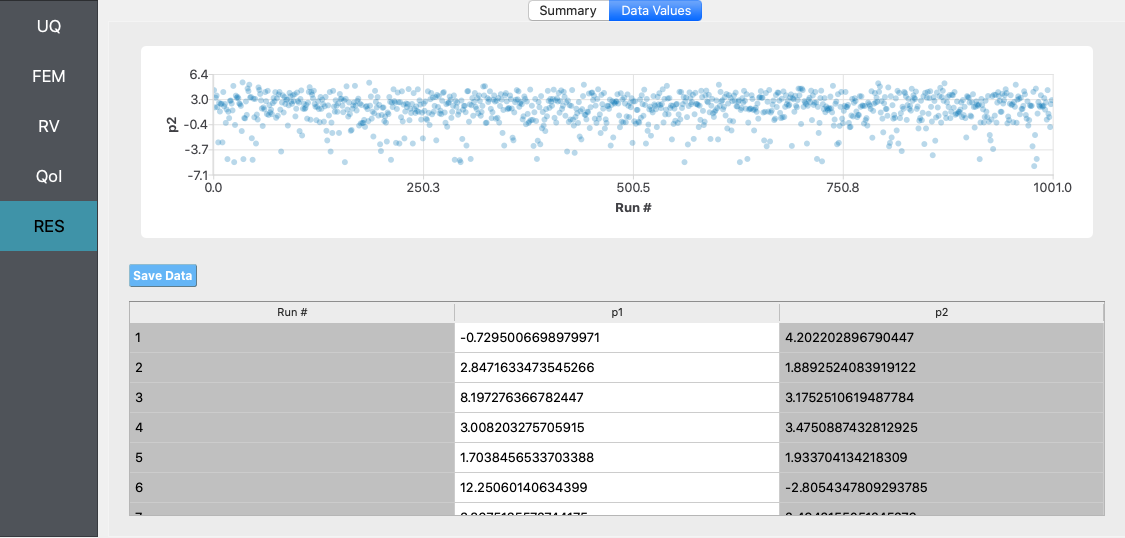 UQ
FEM
RV
QoI
RES
Summary Data Values
6.4
3.0
-0.4
-3.7
-7.1
p2
0.0 250.3 500.5 750.8 1001.0
Run #
Save Data
Run # p1 p2
1 -0.7295006698979971 4.202202896790447
2 2.8471633473545266 1.8892524083919122
3 8.197276366782447 3.1752510619487784
4 3.008203275705915 3.4750887432812925
5 1.7038456533703388 1.933704134218309
6 12.25060140634399 -2.8054347809293785